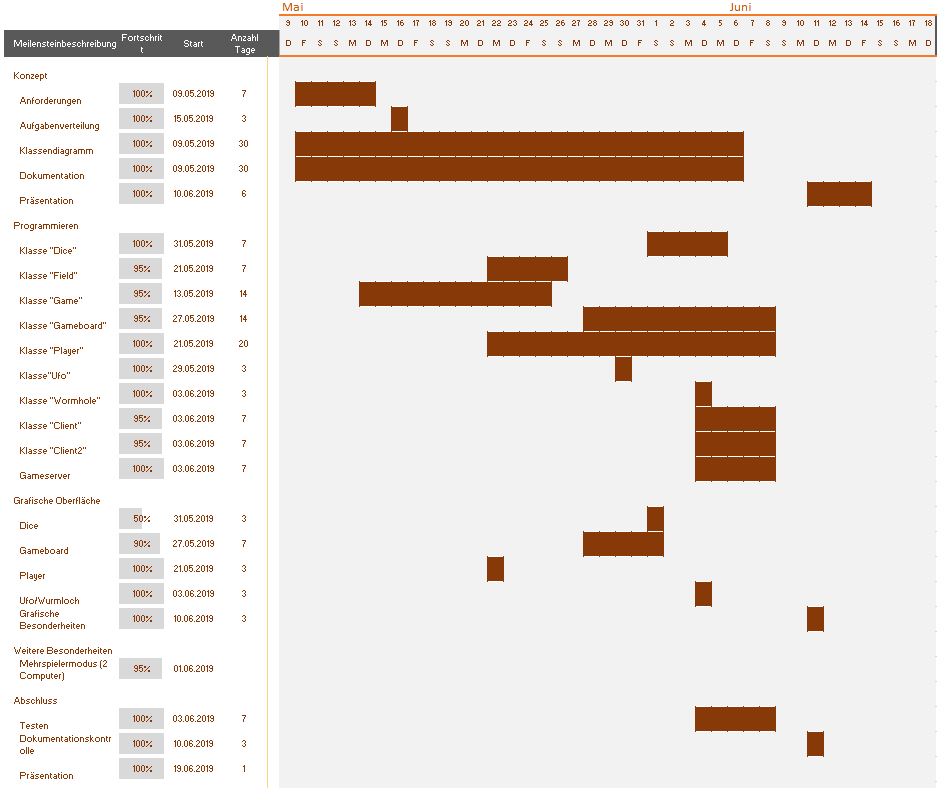 Mai Juni
9 10 11 12 13 14 15 16 17 18 19 20 21 22 23 24 25 26 27 28 29 30 31 1 2 3 4 5 6 7 8 9 10 11 12 13 14 15 16 17 18
Meilensteinbeschreibung Fortschrit
t Start Anzahl
Tage
D F S S M D M D F S S M D M D F S S M D M D F S S M D M D F S S M D M D F S S M D
Konzept
Anforderungen 100% 09.05.2019 7
Aufgabenverteilung 100% 15.05.2019 3
Klassendiagramm 100% 09.05.2019 30
Dokumentation 100% 09.05.2019 30
Präsentation 100% 10.06.2019 6
Programmieren
Klasse "Dice" 100% 31.05.2019 7
Klasse "Field" 95% 21.05.2019 7
Klasse "Game" 95% 13.05.2019 14
Klasse "Gameboard" 95% 27.05.2019 14
Klasse "Player" 100% 21.05.2019 20
Klasse"Ufo" 100% 29.05.2019 3
Klasse "Wormhole" 100% 03.06.2019 3
Klasse "Client" 95% 03.06.2019 7
Klasse "Client2" 95% 03.06.2019 7
Gameserver 100% 03.06.2019 7
Grafische Oberfläche
Dice 50% 31.05.2019 3
Gameboard 90% 27.05.2019 7
Player 100% 21.05.2019 3
Ufo/Wurmloch 100% 03.06.2019 3
Grafische
Besonderheiten 100% 10.06.2019 3
Weitere Besonderheiten
Mehrspielermodus (2
Computer) 95% 01.06.2019
Abschluss
Testen 100% 03.06.2019 7
Dokumentationskontr
olle 100% 10.06.2019 3
Präsentation 100% 19.06.2019 1